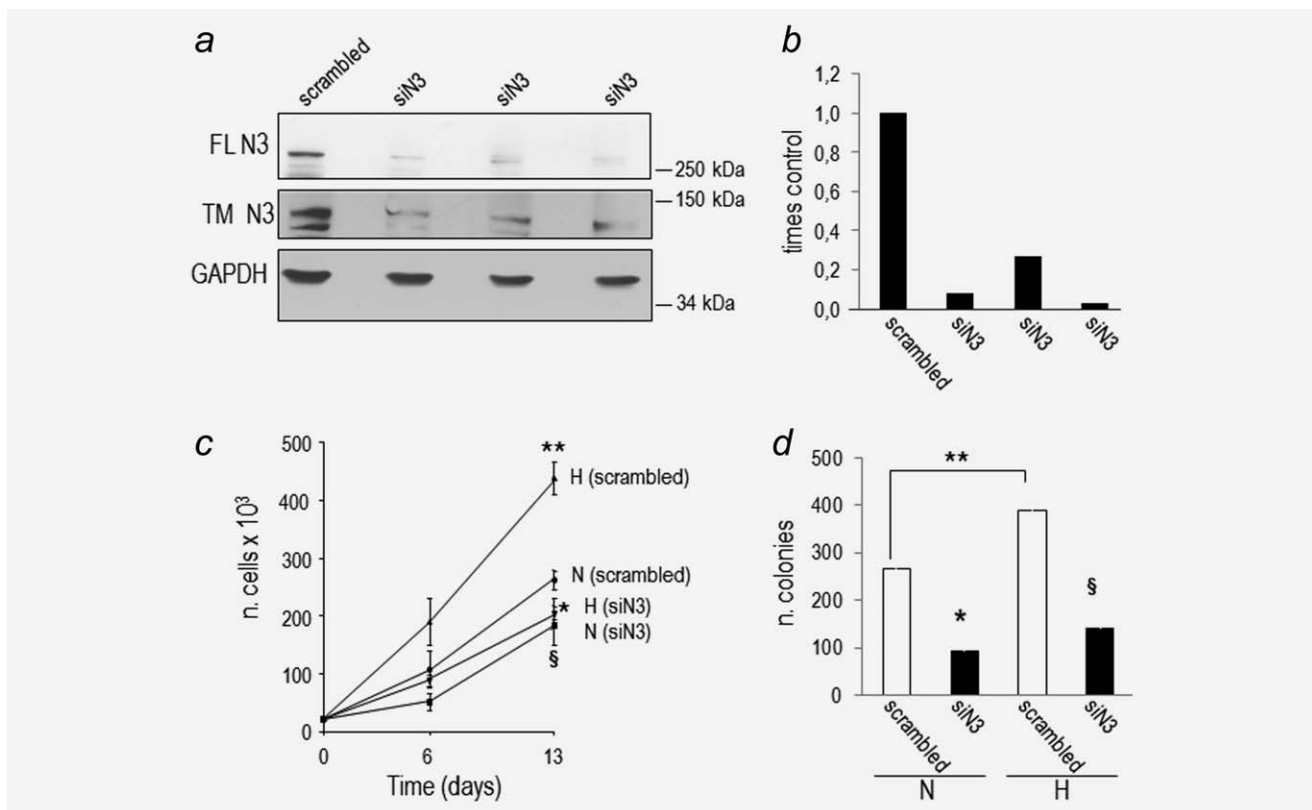 a
scrambled
siN3
siN3
siN3
FL N3
250 kDa
150 kDa
TM N3
GAPDH
34 kDa
b
times control
1,2
1,0
0,8
0,6
0,4
0,2
0,0
scrambled
siN3
siN3
siN3
c
n. cells x 10³
500
400
300
200
100
0
**
H (scrambled)
N (scrambled)
* H (siN3)
N (siN3)
§
0 6 13
Time (days)
d
n. colonies
500
400
300
200
100
0
**
*
§
scrambled
siN3
scrambled
siN3
N H